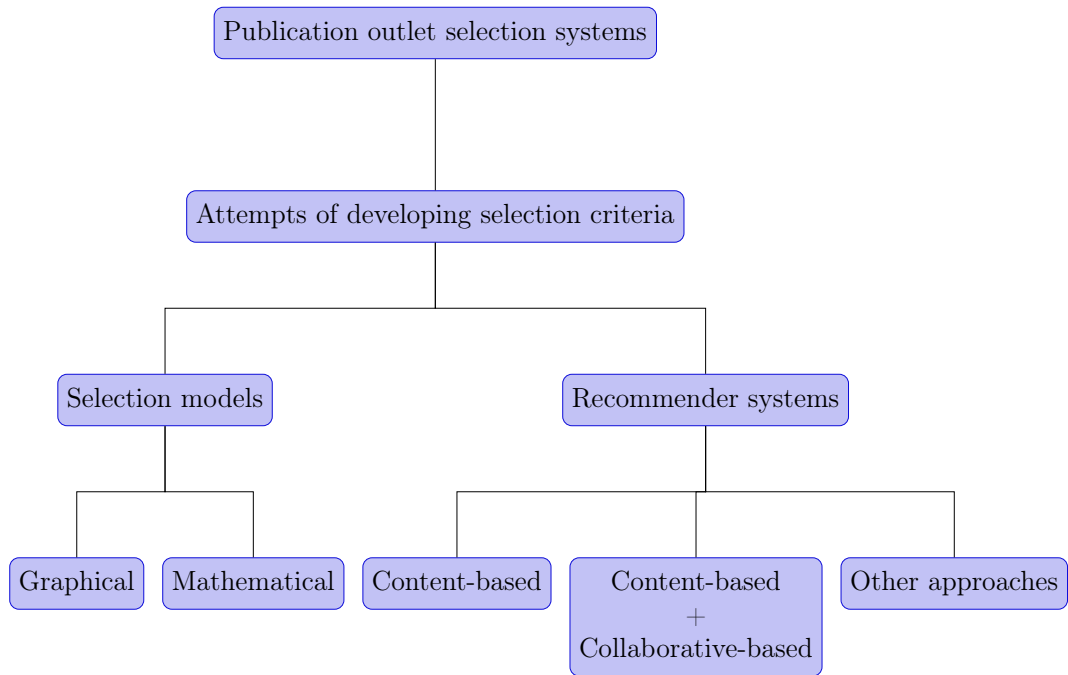 Publication outlet selection systems
Attempts of developing selection criteria
Selection models
Recommender systems
Graphical
Mathematical
Content-based
Content-based
+
Collaborative-based
Other approaches